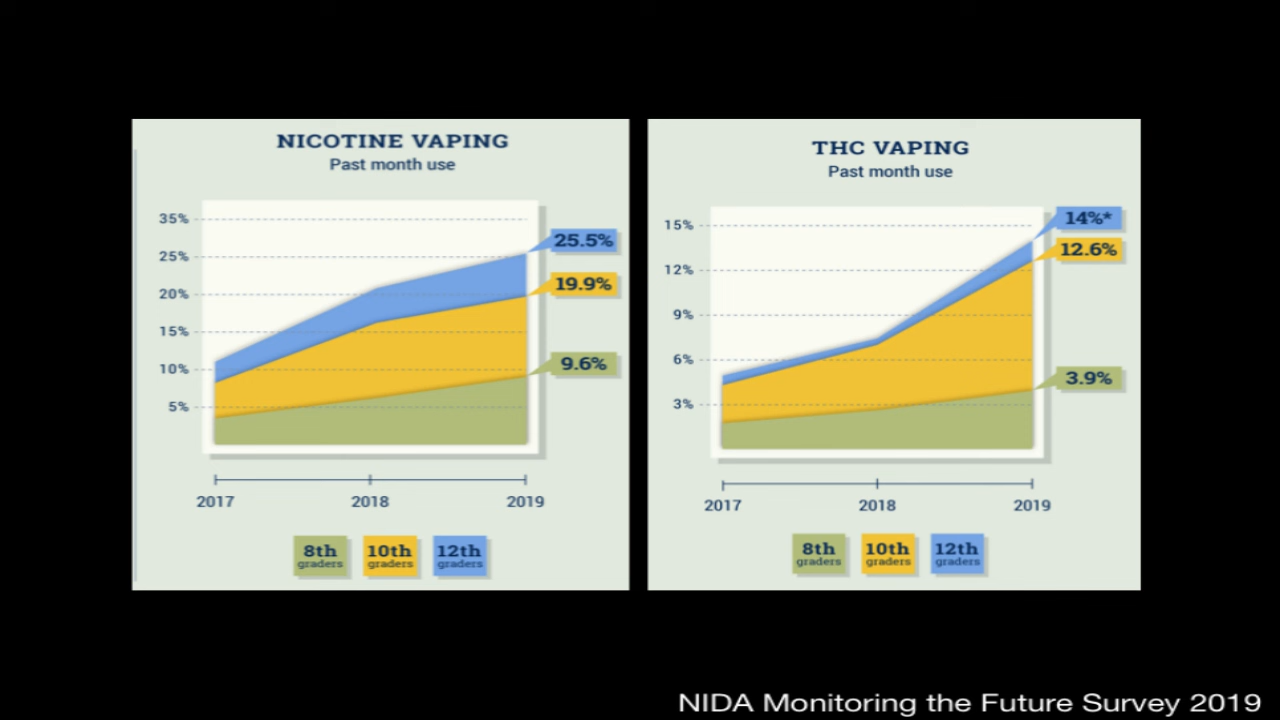 NICOTINE VAPING
Past month use
35%
25%
20%
15%
10%
5%
25.5%
19.9%
9.6%
2017 2018 2019
8th graders 10th graders 12th graders
THC VAPING
Past month use
15%
12%
9%
6%
3%
14%*
12.6%
3.9%
2017 2018 2019
8th graders 10th graders 12th graders
NIDA Monitoring the Future Survey 2019